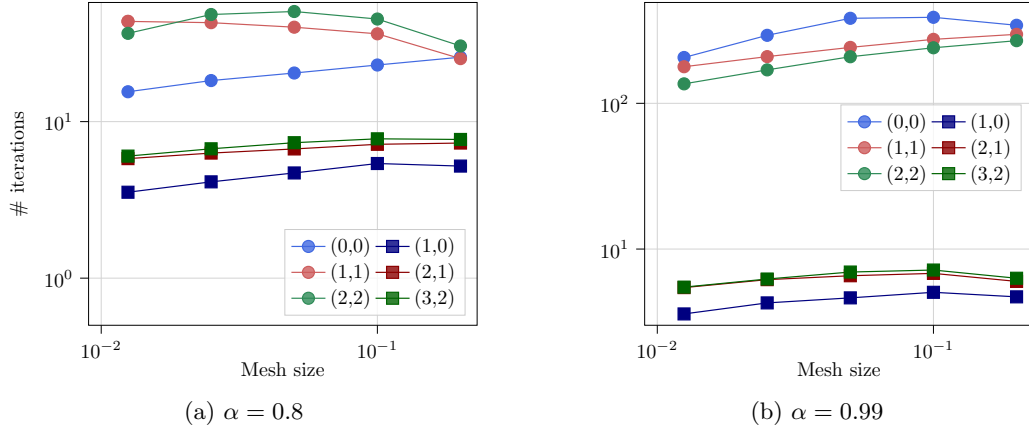 10^1
10^0
# iterations
(0,0) (1,0)
(1,1) (2,1)
(2,2) (3,2)
10^{-2} 10^{-1}
Mesh size
(a) α = 0.8
10^2
10^1
(0,0) (1,0)
(1,1) (2,1)
(2,2) (3,2)
10^{-2} 10^{-1}
Mesh size
(b) α = 0.99